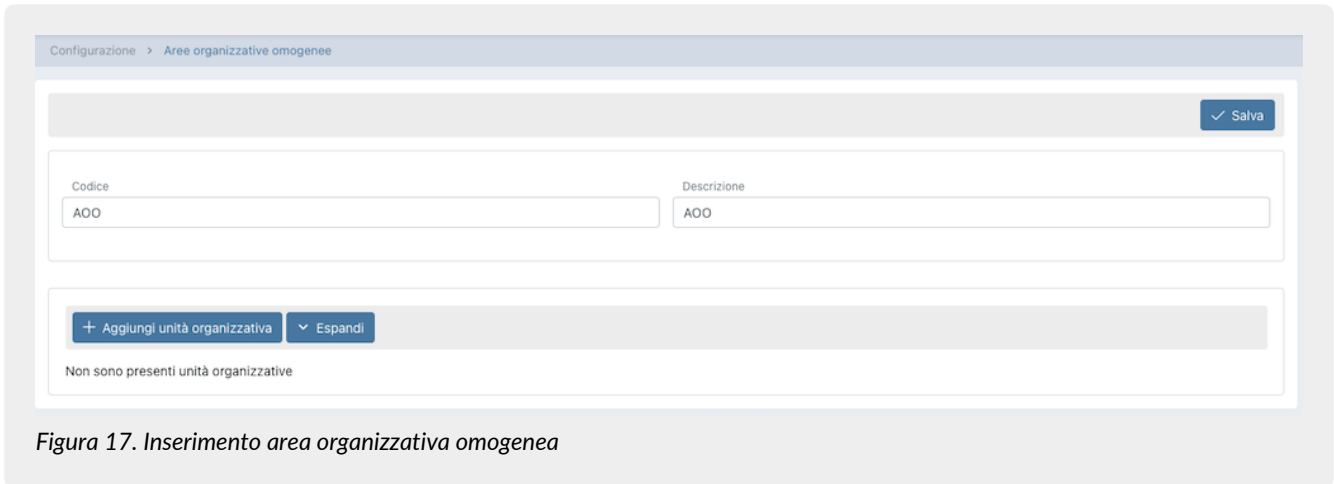 Configurazione > Aree organizzative omogenee
Salva
Codice Descrizione
AOO AOO
+ Aggiungi unità organizzativa Espandi
Non sono presenti unità organizzative
Figura 17. Inserimento area organizzativa omogenea